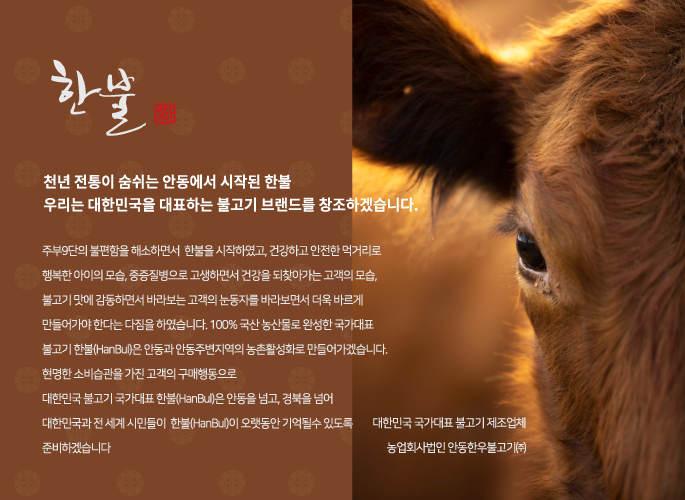 한불
천년 전통이 숨쉬는 안동에서 시작된 한불
우리는 대한민국을 대표하는 불고기 브랜드를 창조하겠습니다.
주부9단의 불편함을 해소하면서 한불을 시작하였고, 건강하고 안전한 먹거리로
행복한 아이의 모습, 중증질병으로 고생하면서 건강을 되찾아가는 고객의 모습,
불고기 맛에 감동하면서 바라보는 고객의 눈동자를 바라보면서 더욱 바르게
만들어가야 한다는 다짐을 하였습니다. 100% 국산 농산물로 완성한 국가대표
불고기 한불(HanBul)은 안동과 안동주변지역의 농촌활성화로 만들어가겠습니다.
현명한 소비습관을 가진 고객의 구매행동으로
대한민국 불고기 국가대표 한불(HanBul)은 안동을 넘고, 경북을 넘어
대한민국과 전 세계 시민들이 한불(HanBul)이 오랫동안 기억될수 있도록
준비하겠습니다
대한민국 국가대표 불고기 제조업체
농업회사법인 안동한우불고기㈜